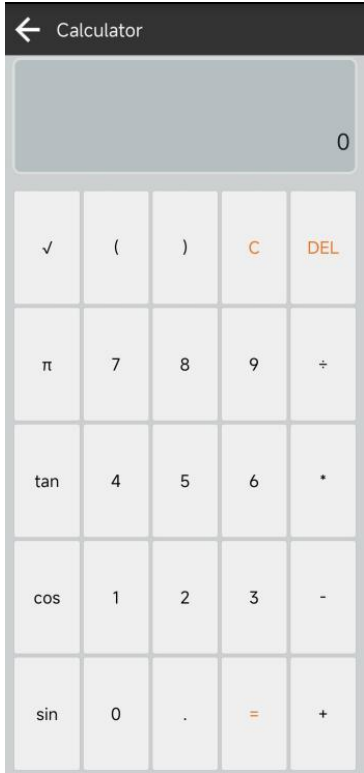 Calculator
0
√ ( ) C DEL
π 7 8 9 ÷
tan 4 5 6 *
cos 1 2 3 -
sin 0 . = +